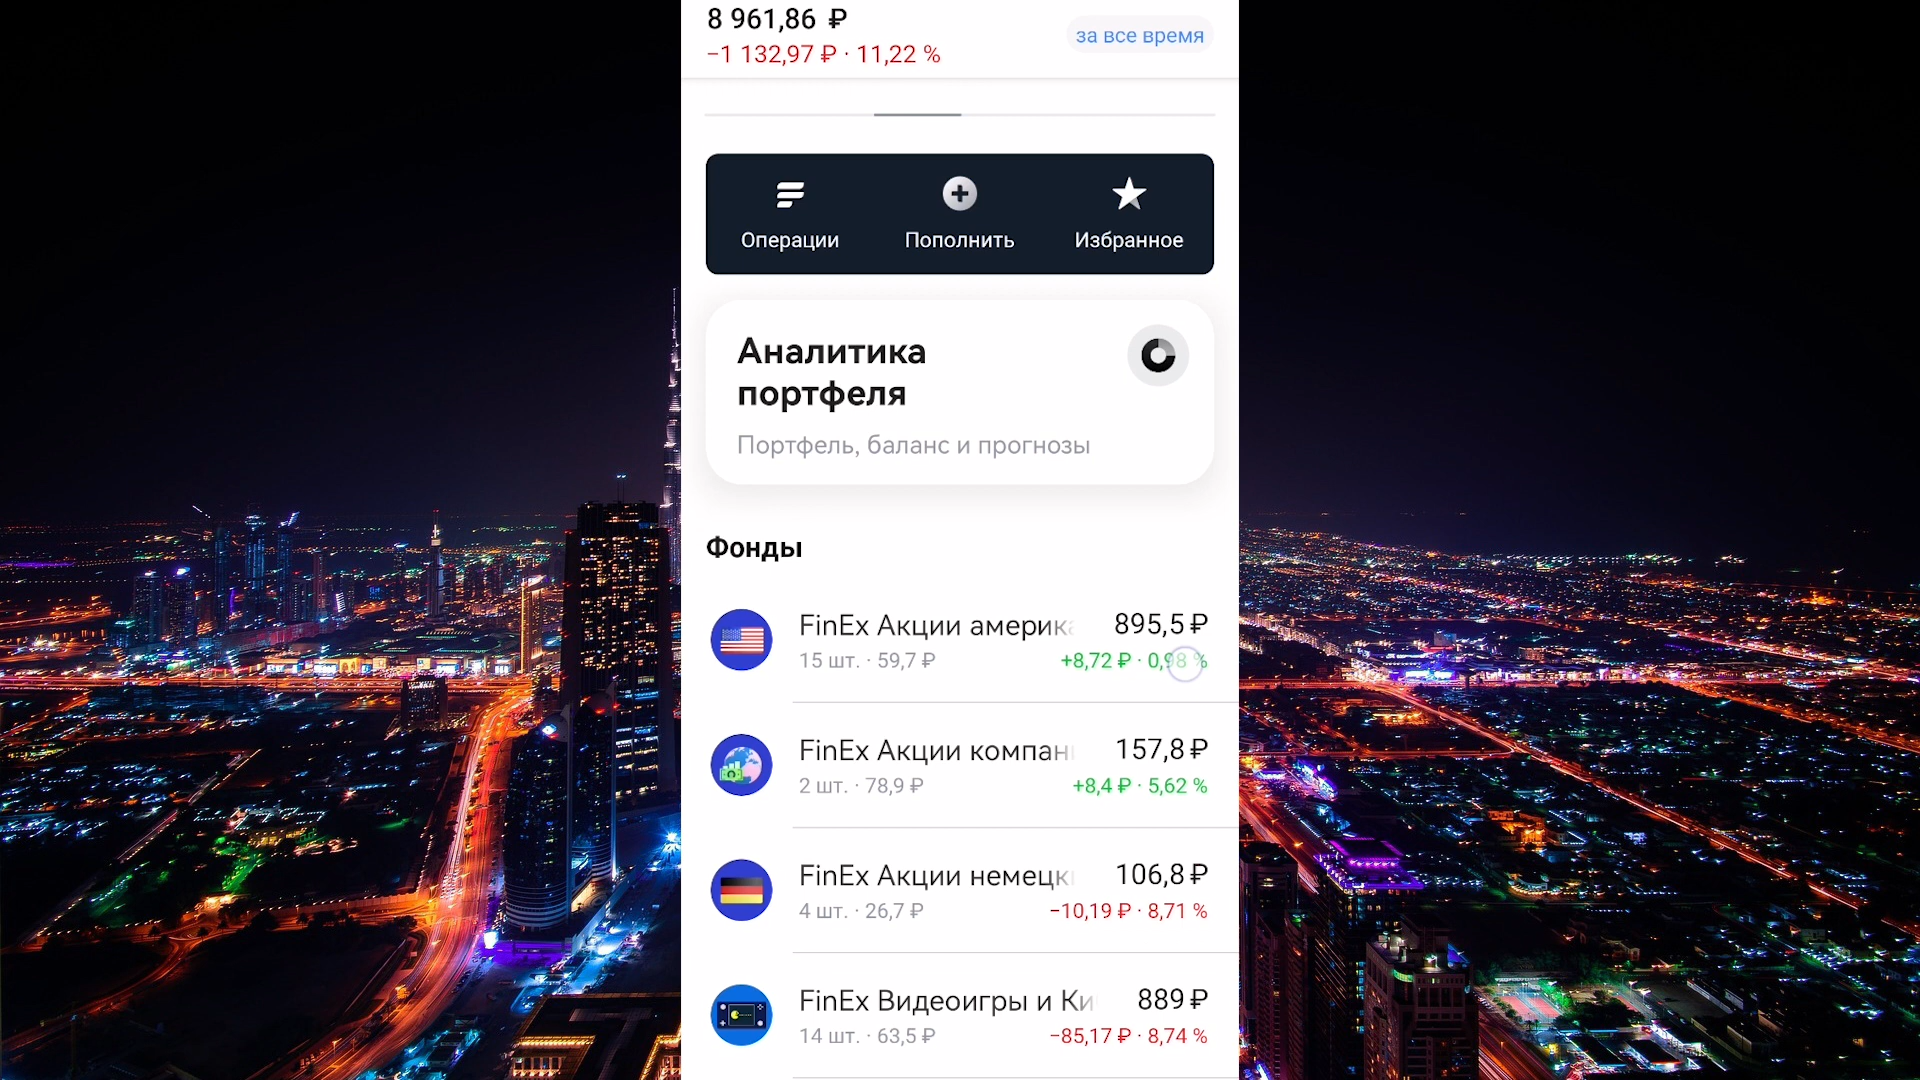 8 961,86 ₽
за все время
−1 132,97 ₽ · 11,22 %
Операции
Пополнить
Избранное
Аналитика
портфеля
Портфель, баланс и прогнозы
Фонды
FinEx Акции америка
895,5 ₽
15 шт. · 59,7 ₽
+8,72 ₽ · 0,98 %
FinEx Акции компан
157,8 ₽
2 шт. · 78,9 ₽
+8,4 ₽ · 5,62 %
FinEx Акции немецк
106,8 ₽
4 шт. · 26,7 ₽
−10,19 ₽ · 8,71 %
FinEx Видеоигры и Ки
889 ₽
14 шт. · 63,5 ₽
−85,17 ₽ · 8,74 %